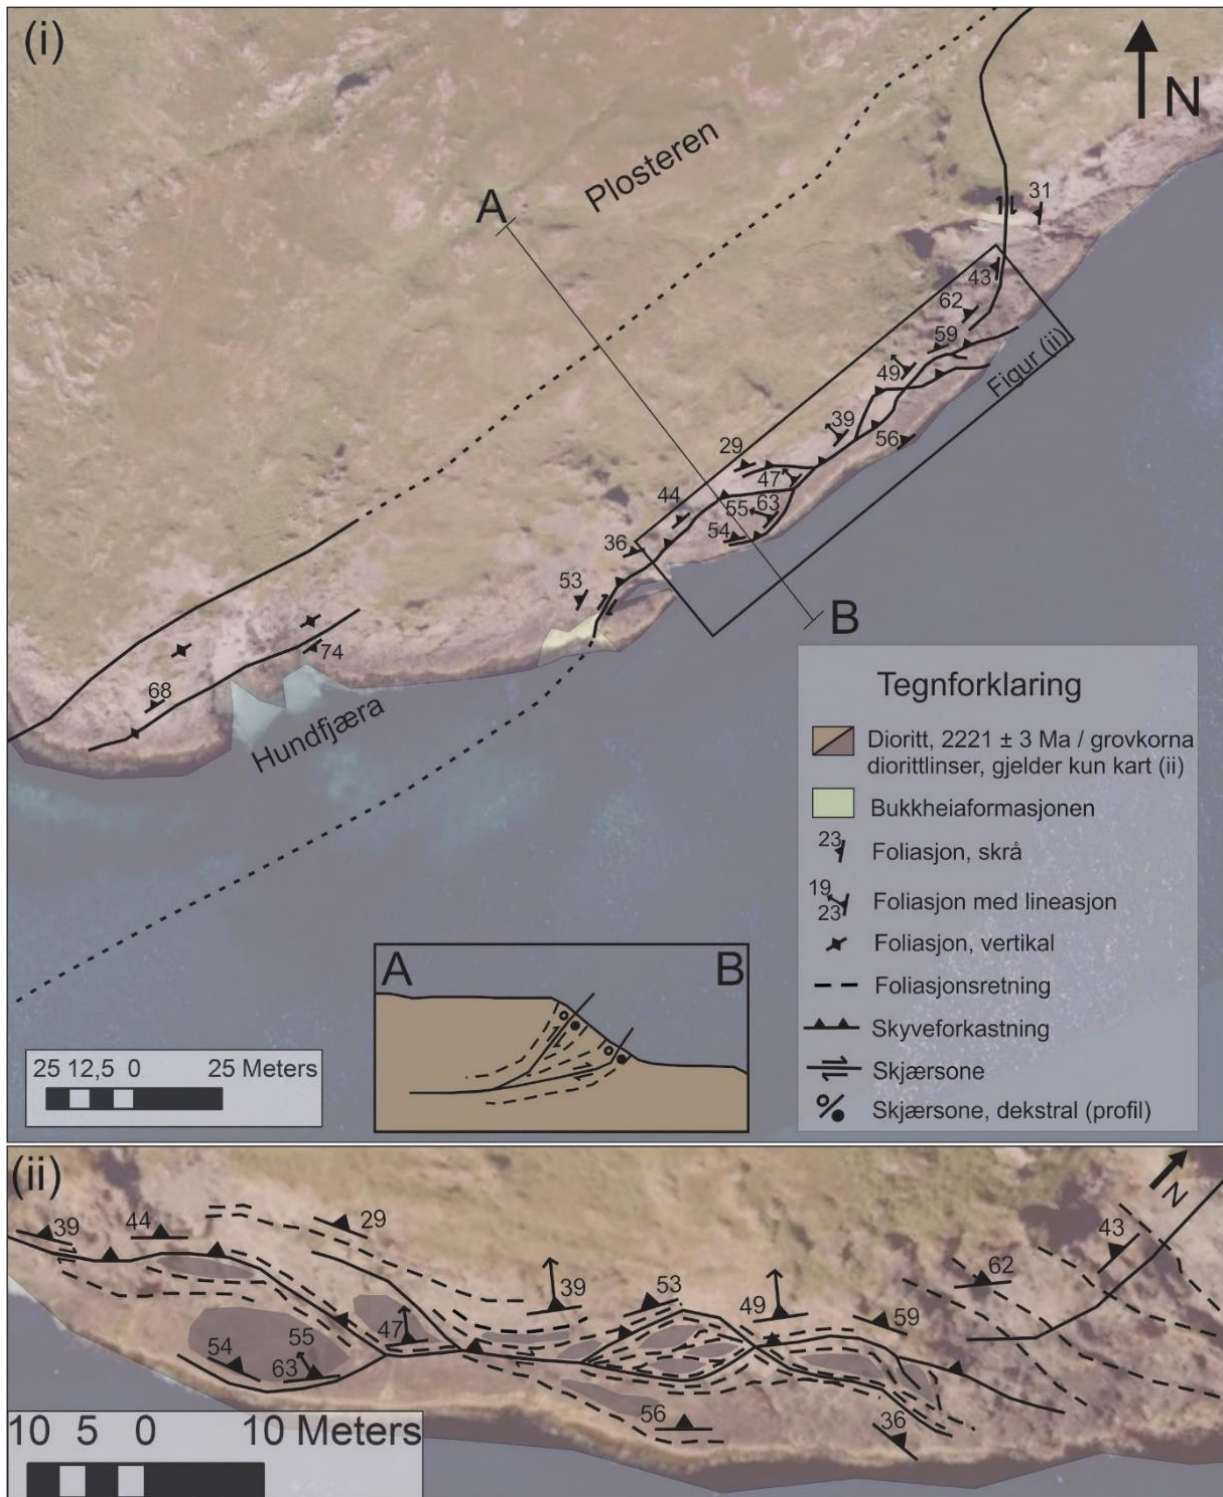 (i)
N
Plosteren
A
31
43
62
59
49
Figur (ii)
39
56
29
47
44
55
63
54
36
53
B
74
68
Hundfjæra
Tegnforklaring
Dioritt, 2221 ± 3 Ma / grovkorna
diorittlinser, gjelder kun kart (ii)
Bukkheiaformasjonen
23
Foliasjon, skrå
19
23
Foliasjon med lineasjon
Foliasjon, vertikal
Foliasjonsretning
Skyveforkastning
Skjærsone
Skjærsone, dekstral (profil)
A
B
25 12,5 0 25 Meters
(ii)
N
39
44
29
43
62
39
53
49
59
47
54
55
63
56
36
10 5 0 10 Meters